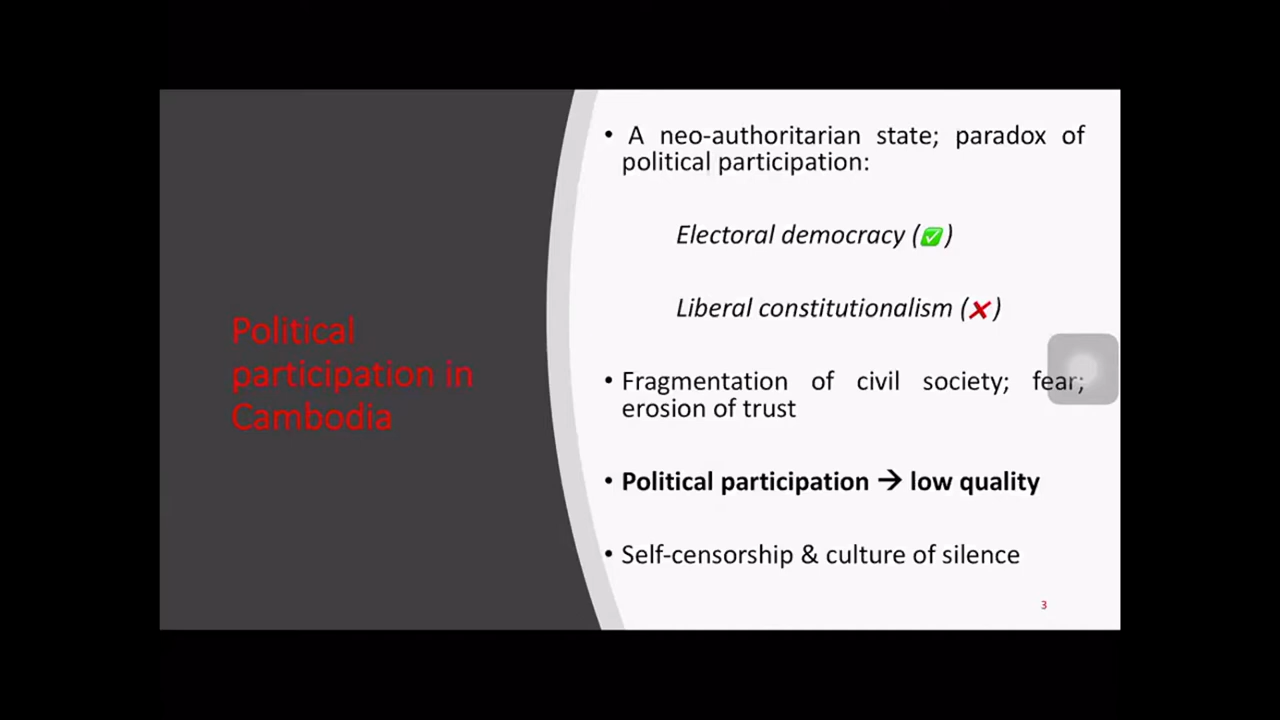 Political
participation in
Cambodia
• A neo-authoritarian state; paradox of
political participation:
Electoral democracy (✅)
Liberal constitutionalism (❌)
• Fragmentation of civil society; fear;
erosion of trust
• Political participation → low quality
• Self-censorship & culture of silence
3